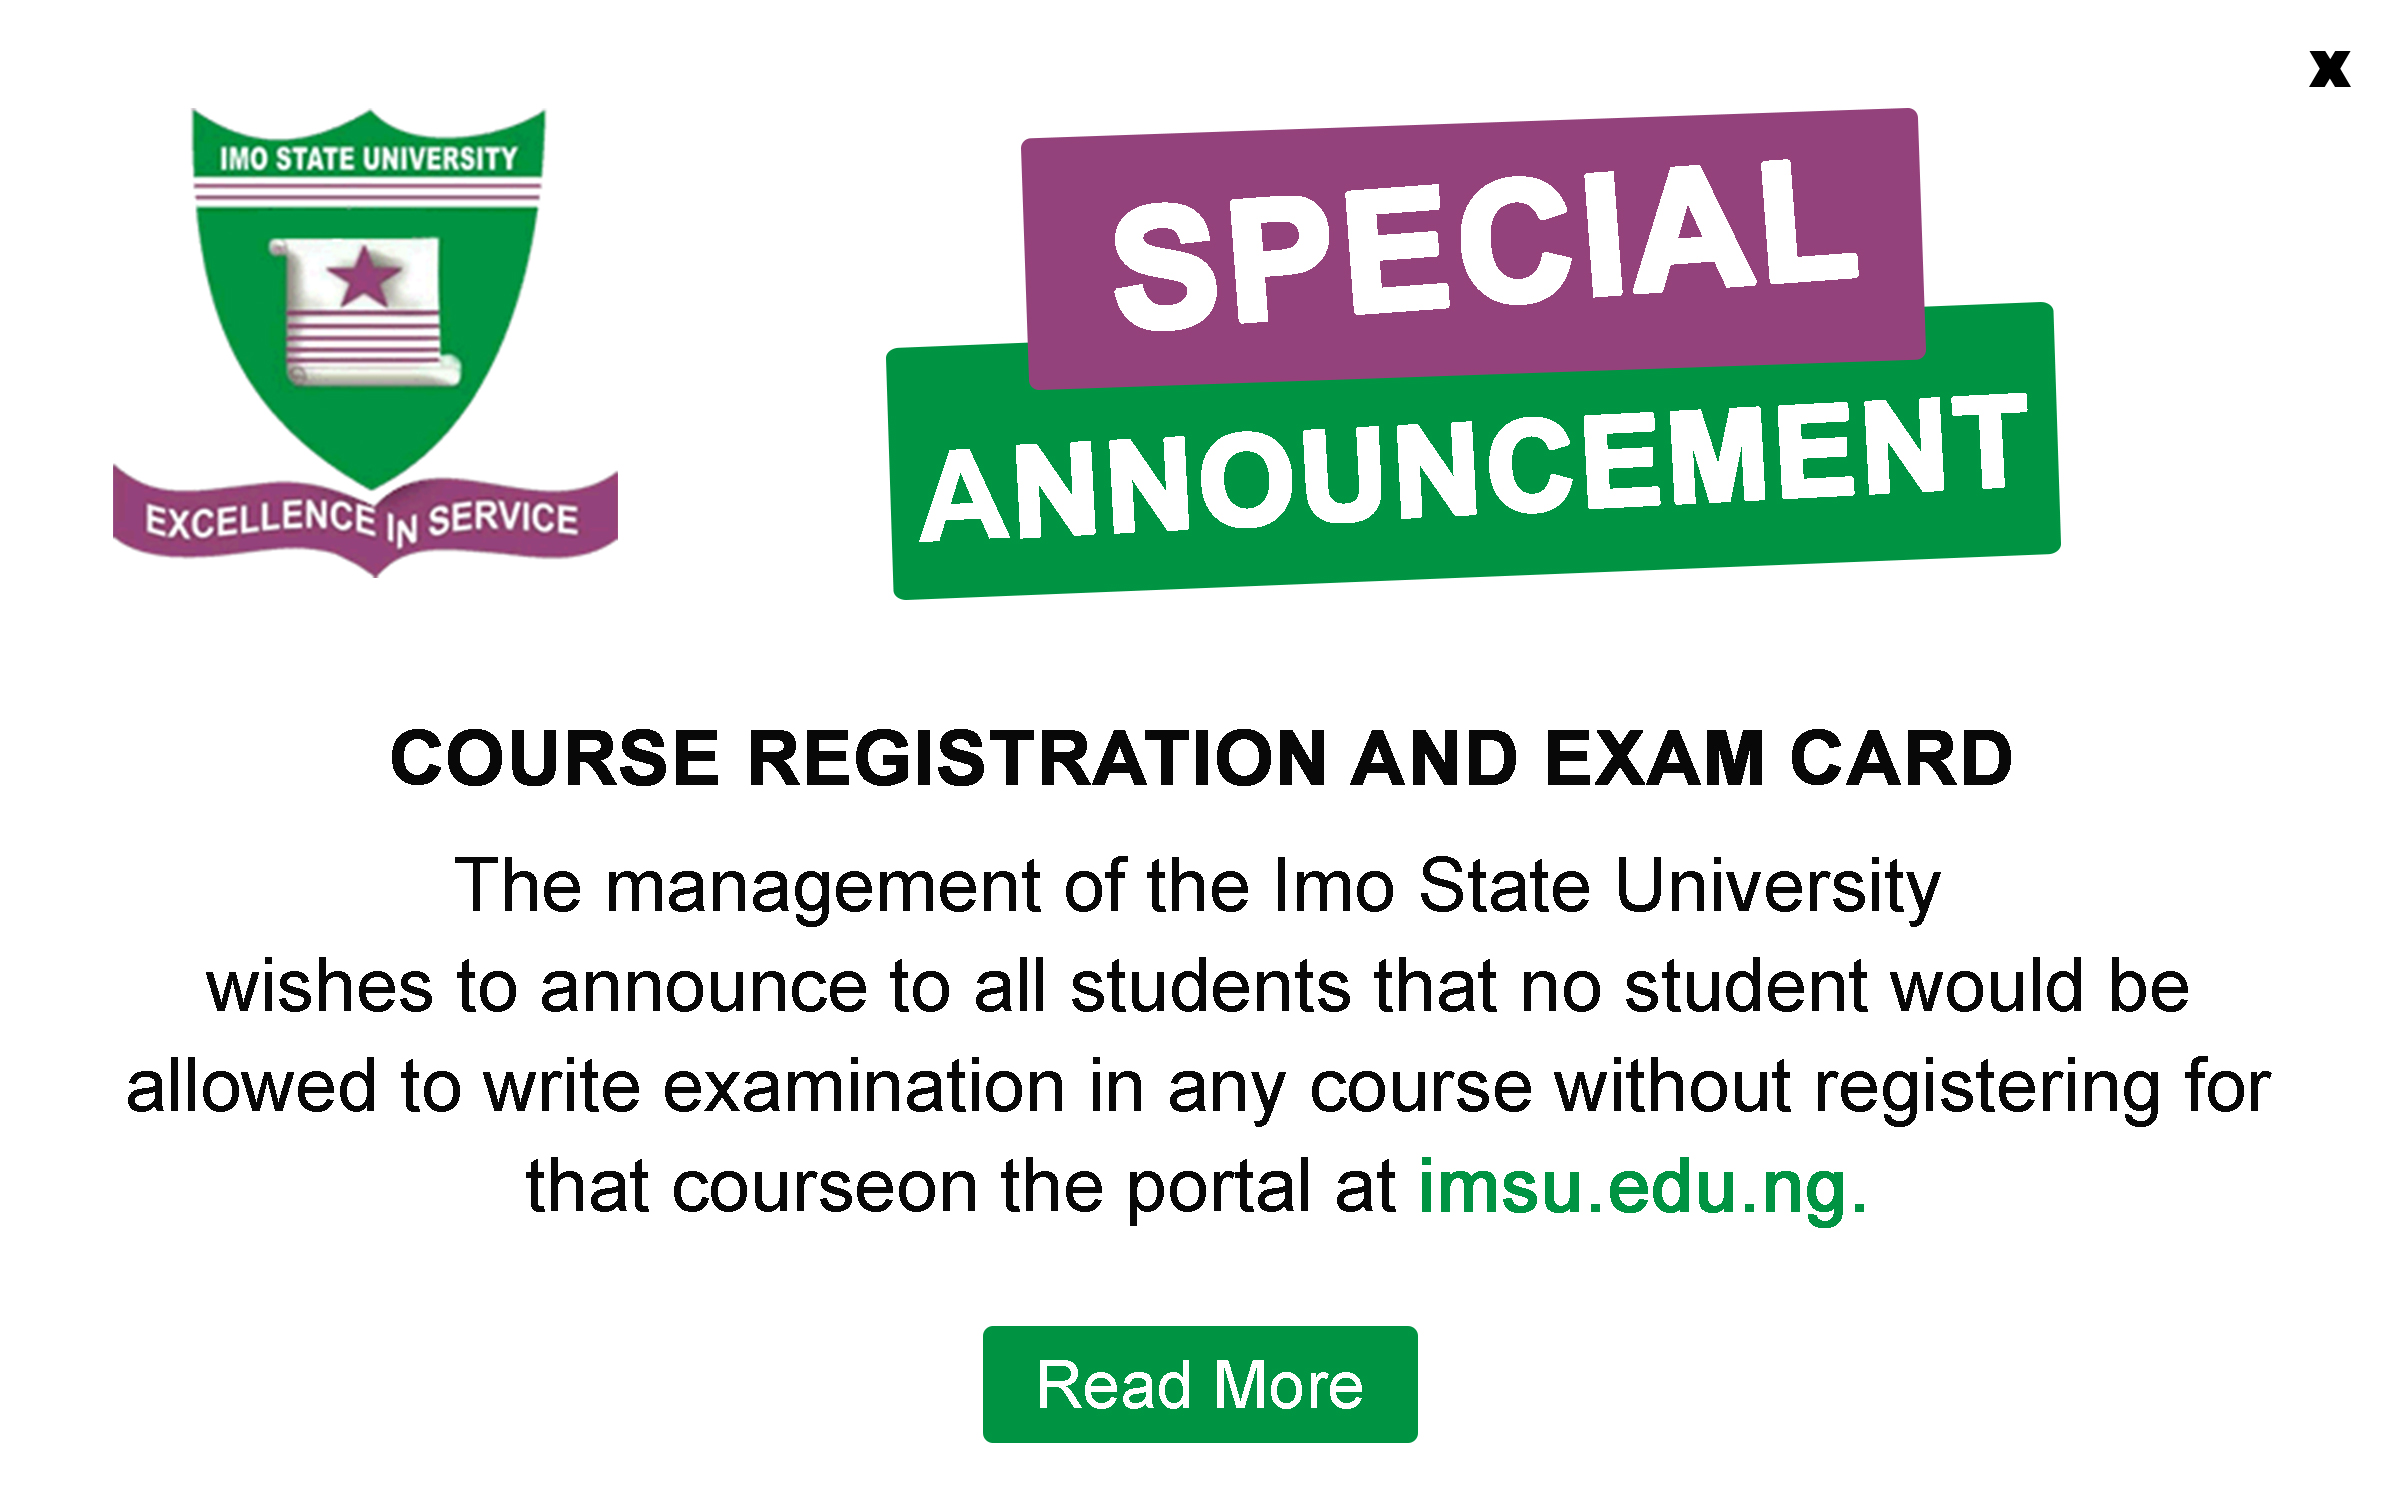 x
IMO STATE UNIVERSITY
EXCELLENCE IN SERVICE
SPECIAL
ANNOUNCEMENT
COURSE REGISTRATION AND EXAM CARD
The management of the Imo State University
wishes to announce to all students that no student would be
allowed to write examination in any course without registering for
that courseon the portal at imsu.edu.ng.
Read More